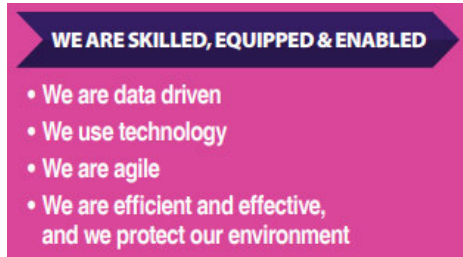 WE ARE SKILLED, EQUIPPED & ENABLED
• We are data driven
• We use technology
• We are agile
• We are efficient and effective,
and we protect our environment